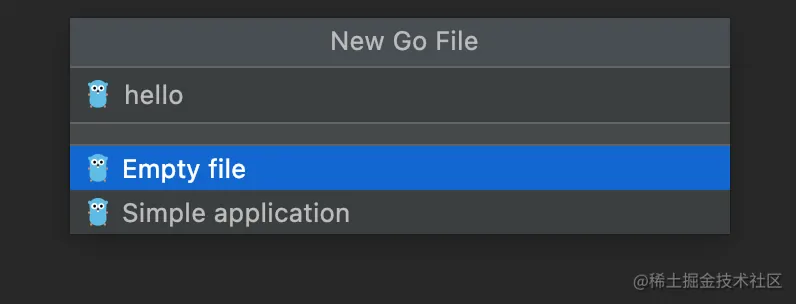 New Go File
hello
Empty file
Simple application
@稀土掘金技术社区